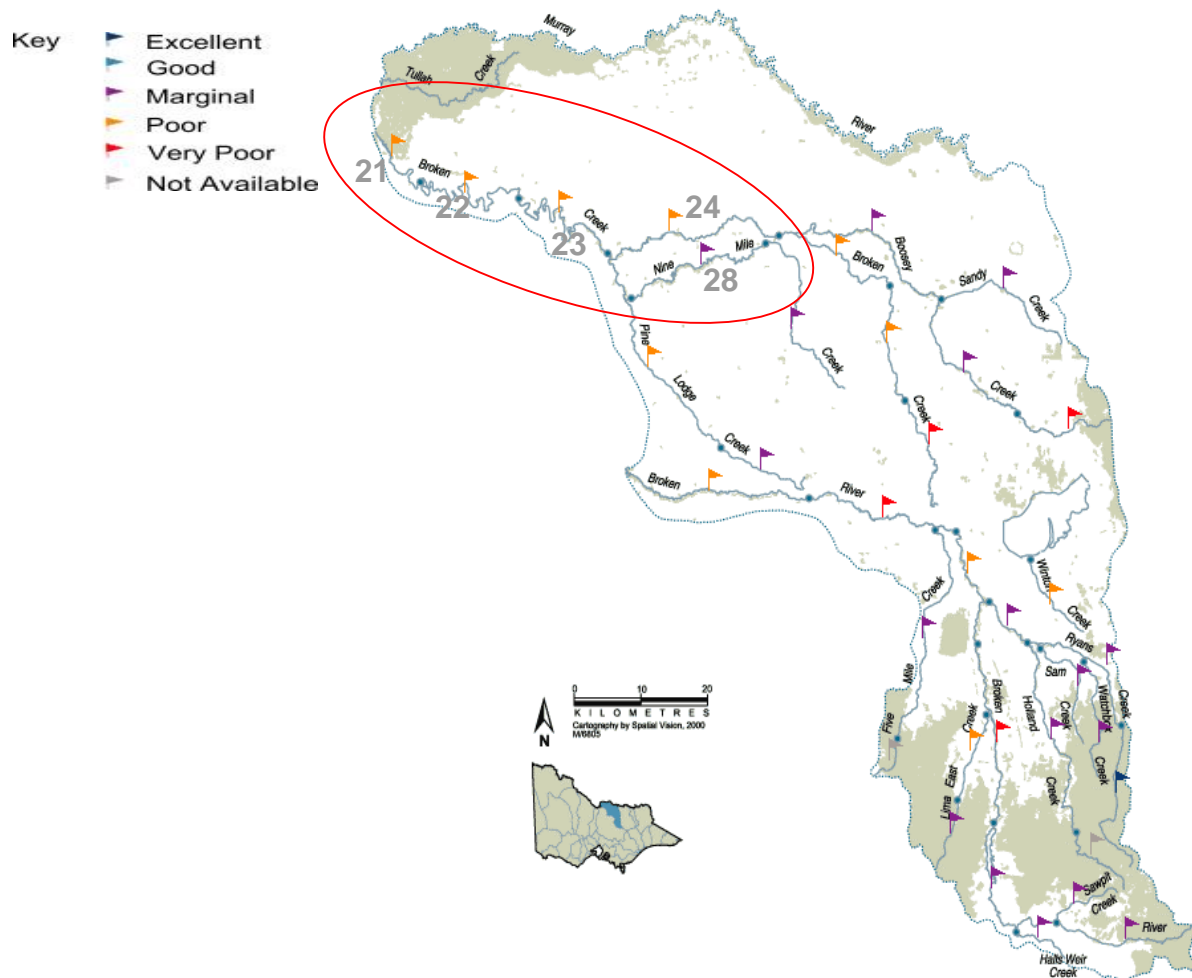 Key
Excellent
Good
Marginal
Poor
Very Poor
Not Available
Murray
River
Tullah
Creek
21
Broken
22
23
Creek
24
Nine
Mile
28
Creek
Boosey
Broken
Creek
Sandy
Creek
Creek
Pine
Lodge
Creek
Broken
River
Winton
Creek
Creek
Mile
Five
Ryans
Creek
Sam
Creek
Watchbox
Creek
Holland
Creek
Broken
Creek
East
Lima
Sawpit
Creek
River
Halls Weir
Creek
0 10 20
KILOMETRES
Cartography by Spatial Vision, 2000
M/6805
N